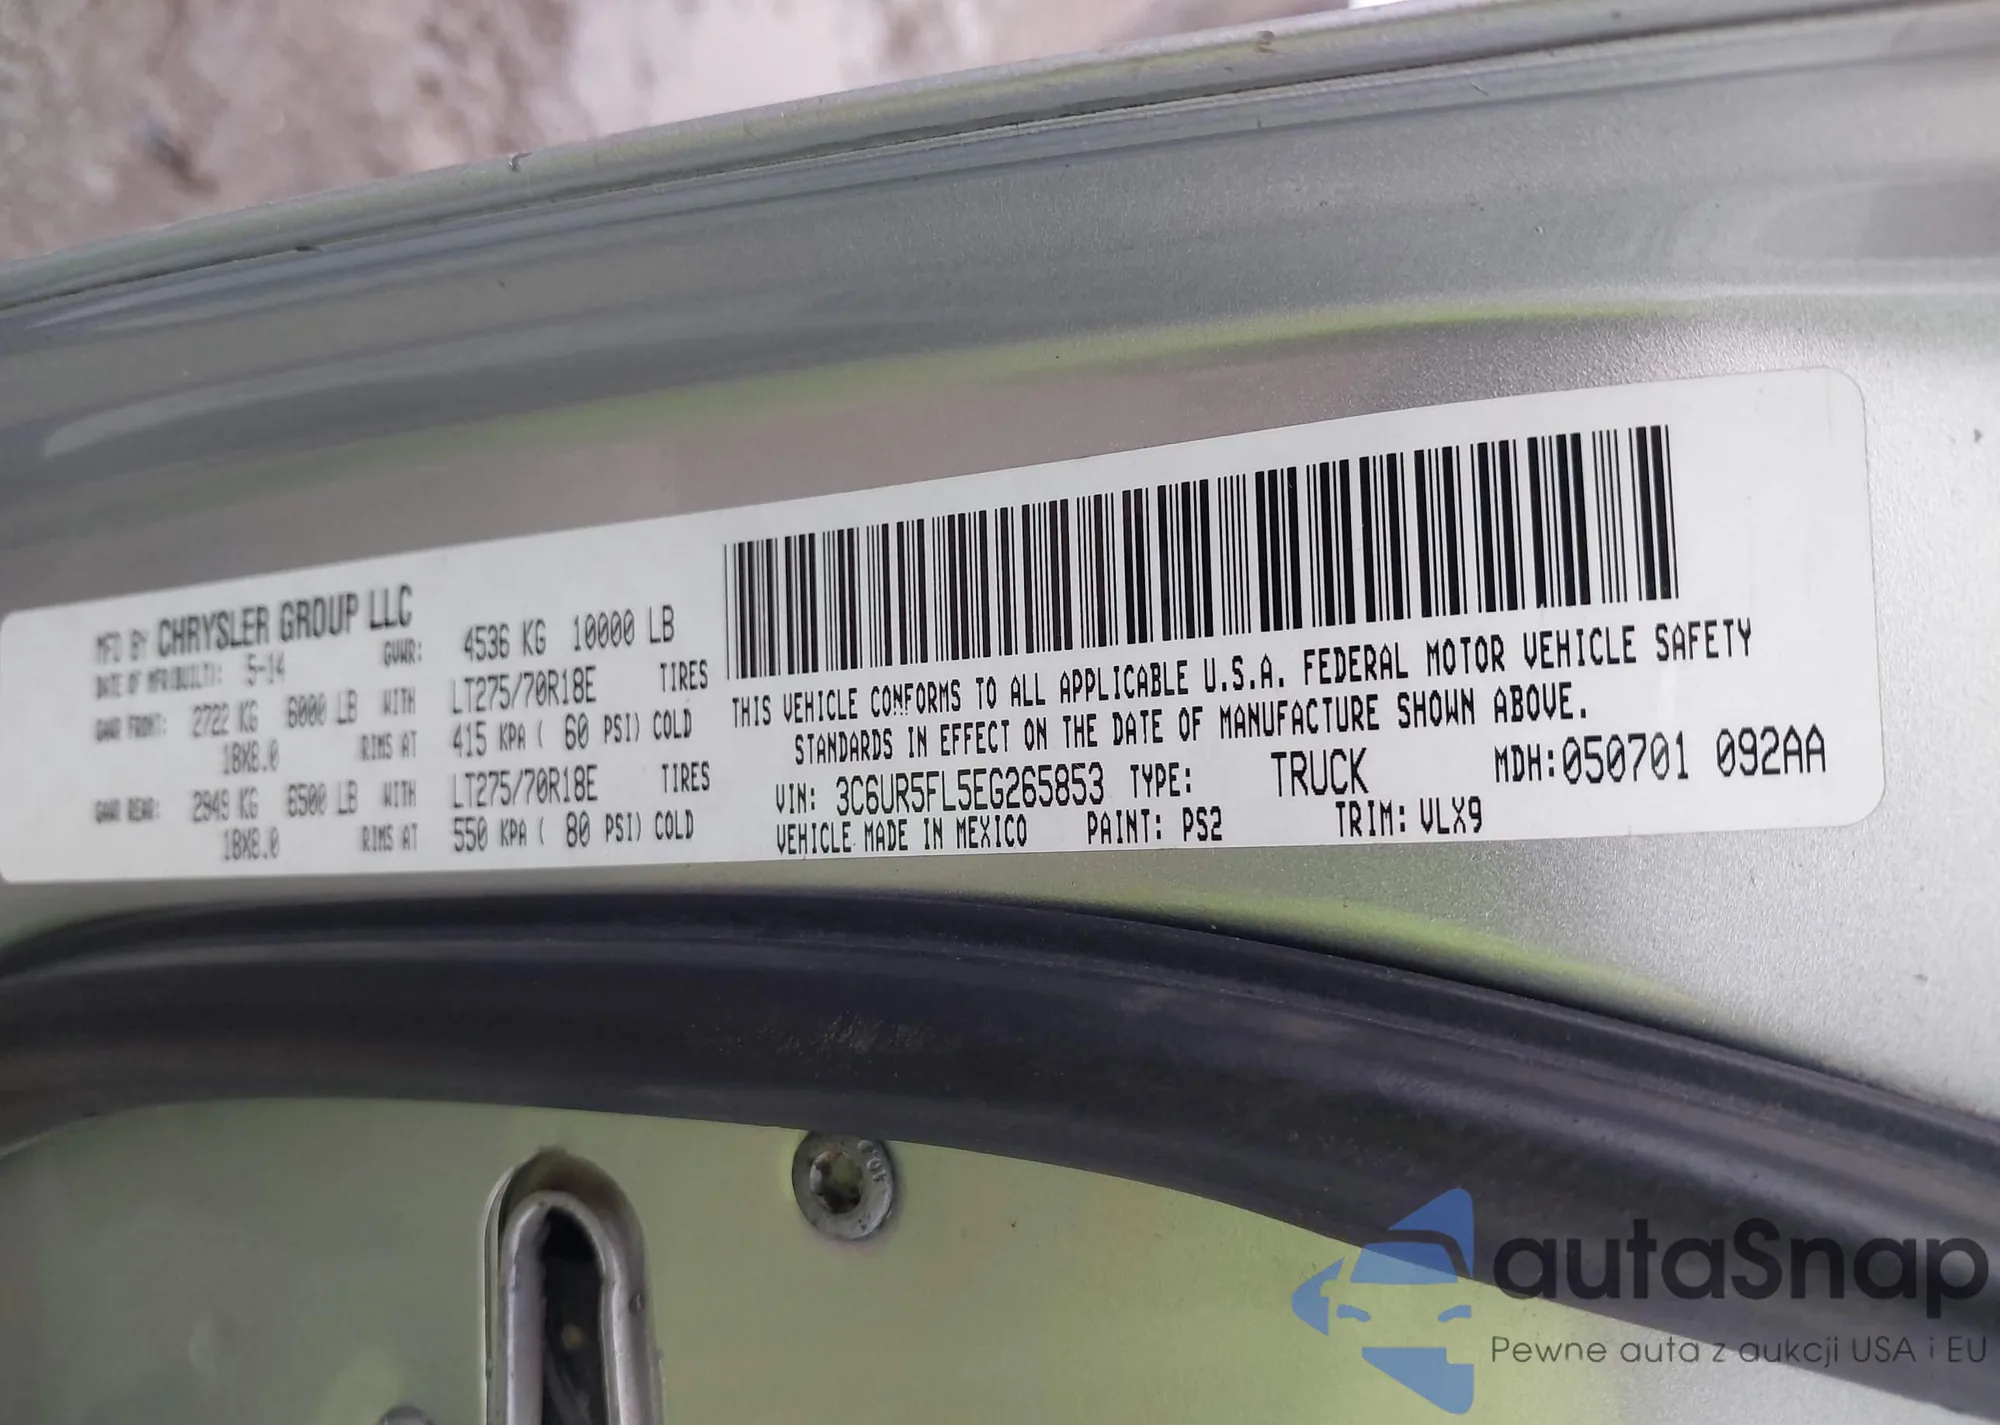 MFD BY CHRYSLER GROUP LLC
DATE OF MFR(BUILT): 5-14 GVWR: 4536 KG 10000 LB
GAWR FRONT: 2722 KG 6000 LB WITH LT275/70R18E TIRES
18X8.0 RIMS AT 415 KPA ( 60 PSI) COLD
GAWR REAR: 2949 KG 6500 LB WITH LT275/70R18E TIRES
18X8.0 RIMS AT 550 KPA ( 80 PSI) COLD
THIS VEHICLE CONFORMS TO ALL APPLICABLE U.S.A. FEDERAL MOTOR VEHICLE SAFETY
STANDARDS IN EFFECT ON THE DATE OF MANUFACTURE SHOWN ABOVE.
VIN: 3C6UR5FL5EG265853 TYPE: TRUCK MDH:050701 092AA
VEHICLE MADE IN MEXICO PAINT: PS2 TRIM: VLX9
autaSnap
Pewne auta z aukcji USA i EU